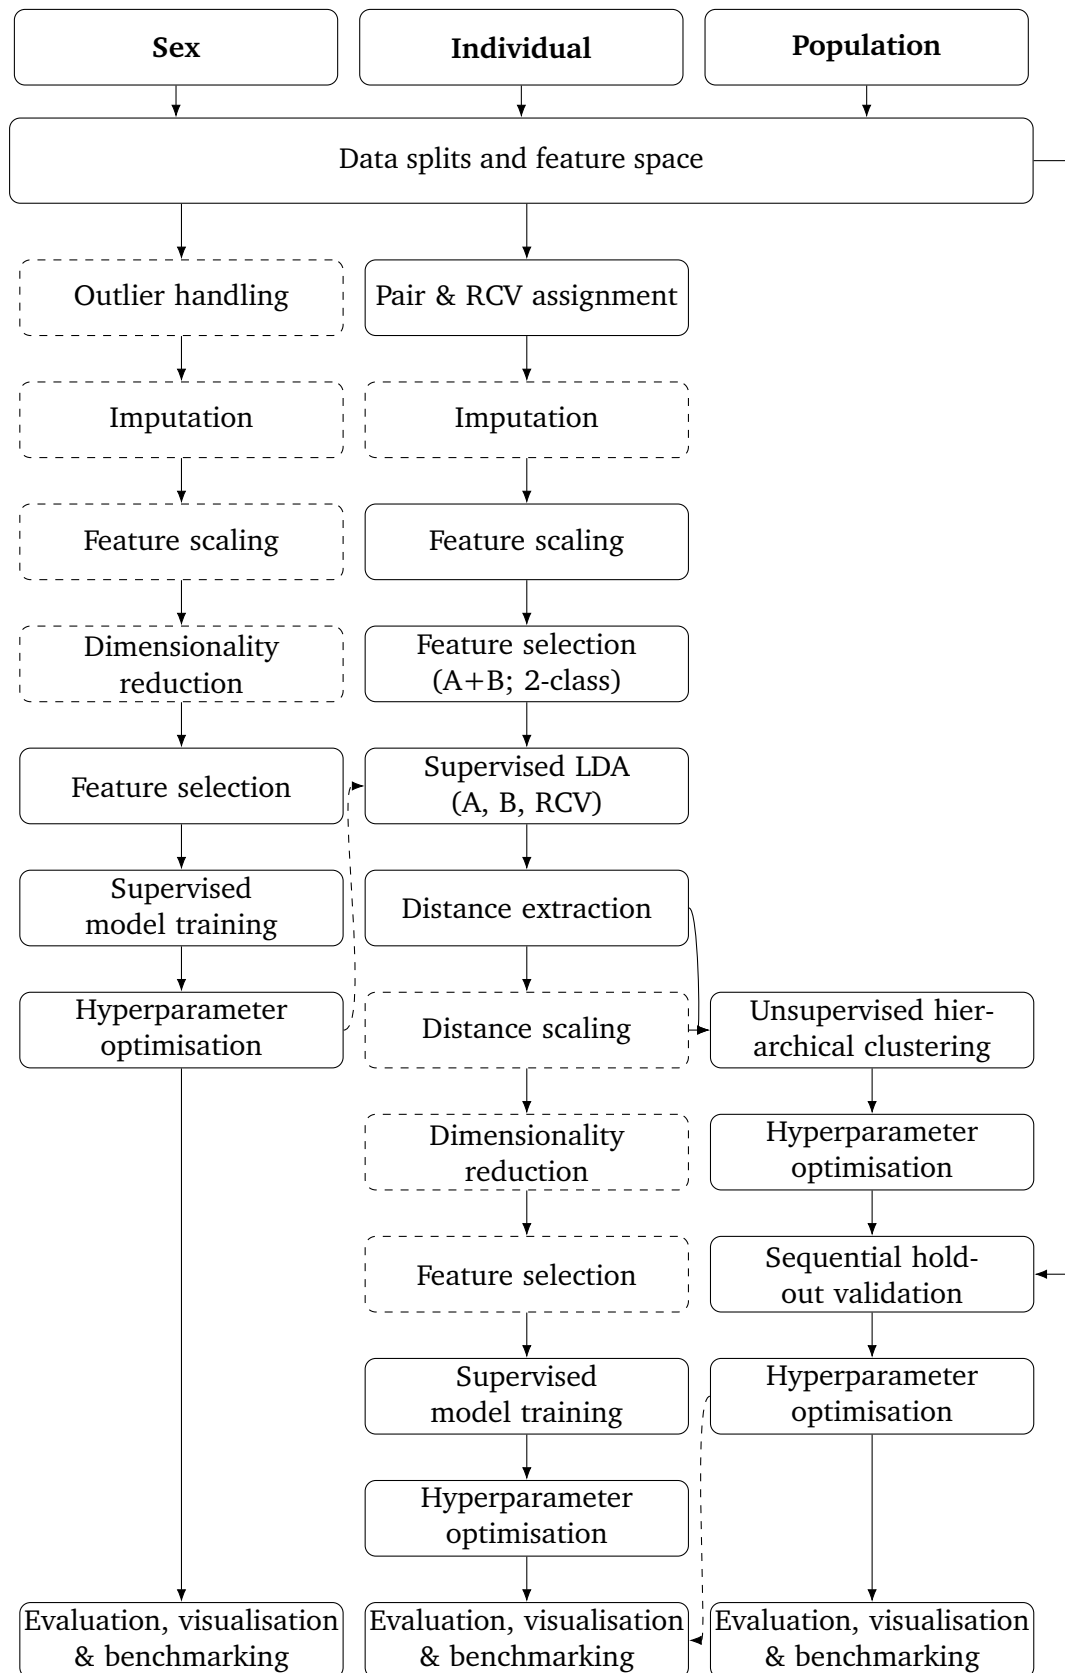 Sex
Individual
Population
Data splits and feature space
Outlier handling
Pair & RCV assignment
Imputation
Imputation
Feature scaling
Feature scaling
Dimensionality
reduction
Feature selection
(A+B; 2-class)
Feature selection
Supervised LDA
(A, B, RCV)
Supervised
model training
Distance extraction
Hyperparameter
optimisation
Distance scaling
Unsupervised hier-
archical clustering
Dimensionality
reduction
Hyperparameter
optimisation
Feature selection
Sequential hold-
out validation
Supervised
model training
Hyperparameter
optimisation
Hyperparameter
optimisation
Evaluation, visualisation
& benchmarking
Evaluation, visualisation
& benchmarking
Evaluation, visualisation
& benchmarking